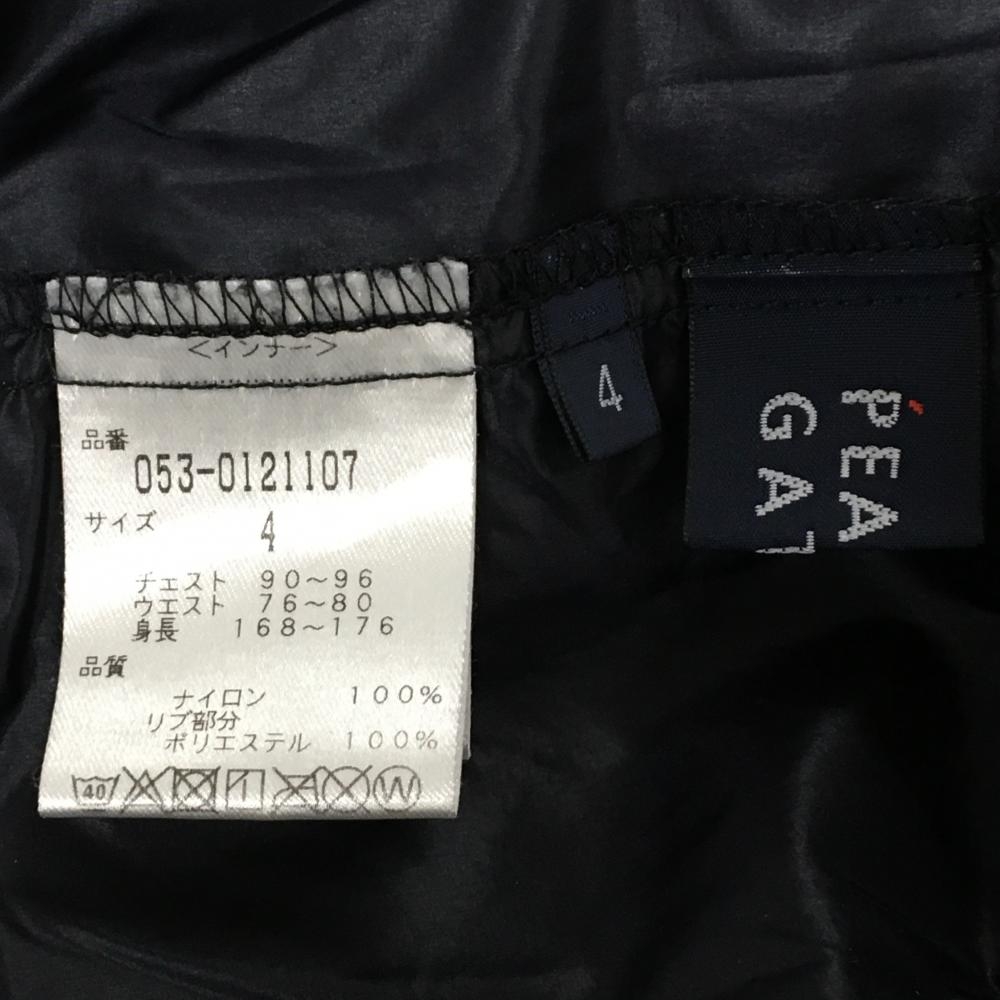 <インナー>
品番
053-0121107
サイズ
4
チェスト 90~96
ウエスト 76~80
身長 168~176
品質
ナイロン 100%
リブ部分
ポリエステル 100%
40 W
4
PEA
GAT